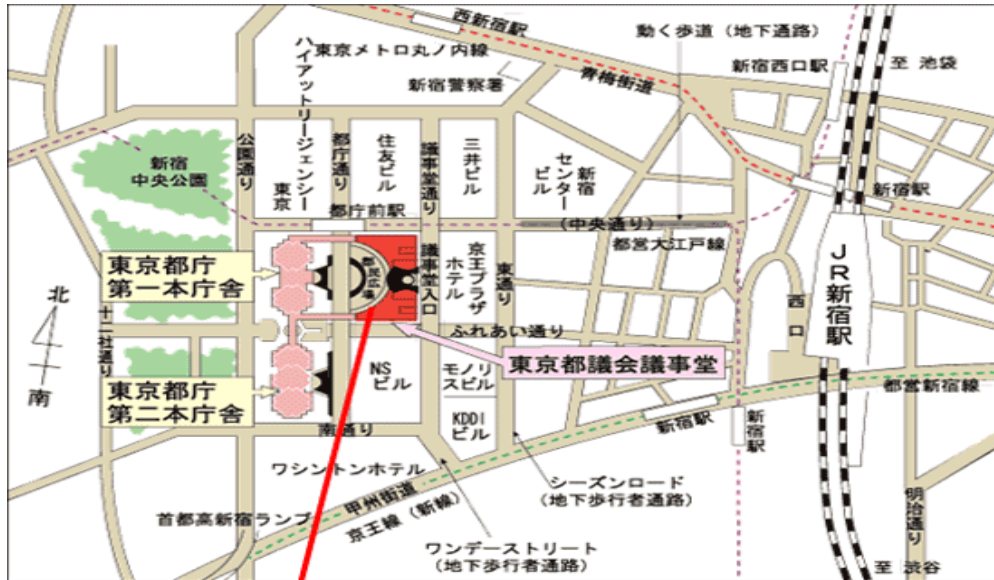 西新宿駅
東京メトロ丸ノ内線
動く歩道(地下通路)
新宿西口駅
至 池袋
新宿警察署
青梅街道
ハイアットリージェンシー
東京
公園通り
都庁通り
住友ビル
議事堂通り
三井ビル
新宿
センター
ビル
新宿
中央公園
新宿駅
都庁前駅
(中央通り)
都営大江戸線
東京都庁
第一本庁舎
都民広場
議事堂入口
京王プラザ
ホテル
東通り
西口
JR新宿駅
北
南
十二社通り
ふれあい通り
東京都議会議事堂
東京都庁
第二本庁舎
NS
ビル
モノリ
スビル
都営新宿線
KDDI
ビル
南通り
新宿駅
新宿駅
ワシントンホテル
甲州街道
シーズンロード
(地下歩行者通路)
首都高新宿ランプ
京王線(新線)
明治通り
ワンデーストリート
(地下歩行者通路)
至 渋谷